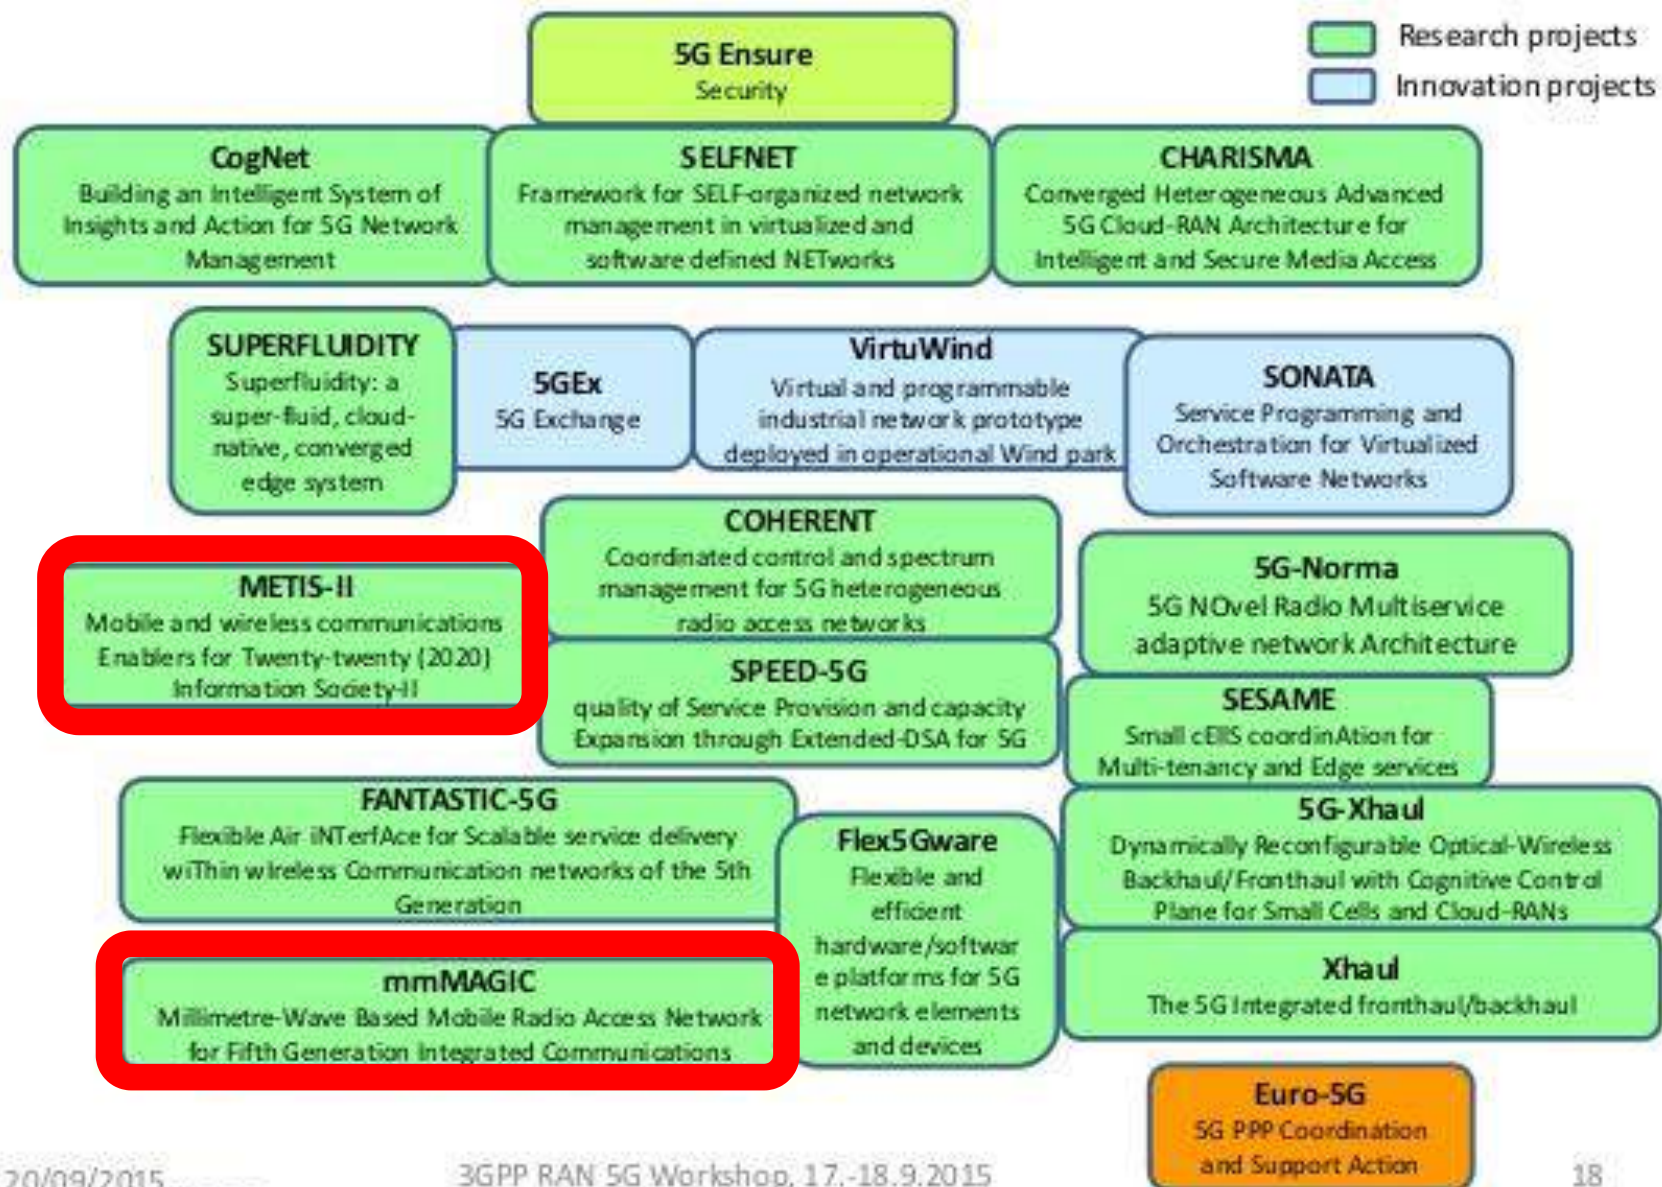 5G Ensure
Security
Research projects
Innovation projects
CogNet
Building an Intelligent System of
Insights and Action for 5G Network
Management
SELFNET
Framework for SELF-organized network
management in virtualized and
software defined NETworks
CHARISMA
Converged Heterogeneous Advanced
5G Cloud-RAN Architecture for
Intelligent and Secure Media Access
SUPERFLUIDITY
Superfluidity: a
super-fluid, cloud-
native, converged
edge system
5GEx
5G Exchange
VirtuWind
Virtual and programmable
industrial network prototype
deployed in operational Wind park
SONATA
Service Programming and
Orchestration for Virtualized
Software Networks
METIS-II
Mobile and wireless communications
Enablers for Twenty-twenty (2020)
Information Society-II
COHERENT
Coordinated control and spectrum
management for 5G heterogeneous
radio access networks
5G-Norma
5G NOvel Radio Multiservice
adaptive network Architecture
SPEED-5G
quality of Service Provision and capacity
Expansion through Extended-DSA for 5G
SESAME
Small cEllS coordinAtion for
Multi-tenancy and Edge services
FANTASTIC-5G
Flexible Air iNTerfAce for Scalable service delivery
wiThin wIreless Communication networks of the 5th
Generation
Flex5Gware
Flexible and
efficient
hardware/softwar
e platforms for 5G
network elements
and devices
5G-Xhaul
Dynamically Reconfigurable Optical-Wireless
Backhaul/Fronthaul with Cognitive Control
Plane for Small Cells and Cloud-RANs
mmMAGIC
Millimetre-Wave Based Mobile Radio Access Network
for Fifth Generation Integrated Communications
Xhaul
The 5G Integrated fronthaul/backhaul
Euro-5G
5G PPP Coordination
and Support Action
20/09/2015
3GPP RAN 5G Workshop, 17.-18.9.2015
18